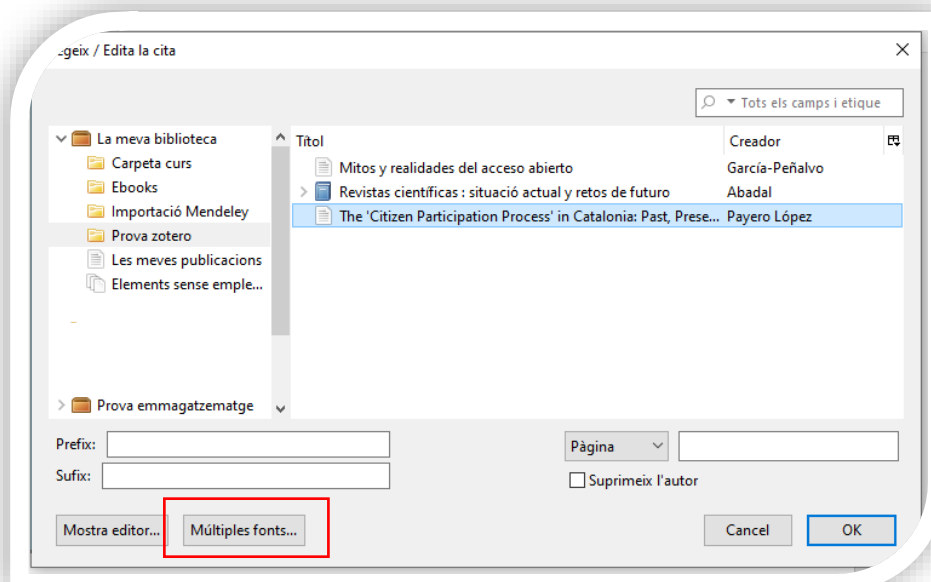 egeix / Edita la cita
Tots els camps i etique
La meva biblioteca
Carpeta curs
Ebooks
Importació Mendeley
Prova zotero
Les meves publicacions
Elements sense emple...
Prova emmagatzematge
Títol Creador
Mitos y realidades del acceso abierto García-Peñalvo
Revistas científicas : situació actual y retos de futuro Abadal
The 'Citizen Participation Process' in Catalonia: Past, Prese... Payero López
Prefix:
Pàgina
Sufix:
Suprimeix l'autor
Mostra editor... Múltiples fonts... Cancel OK